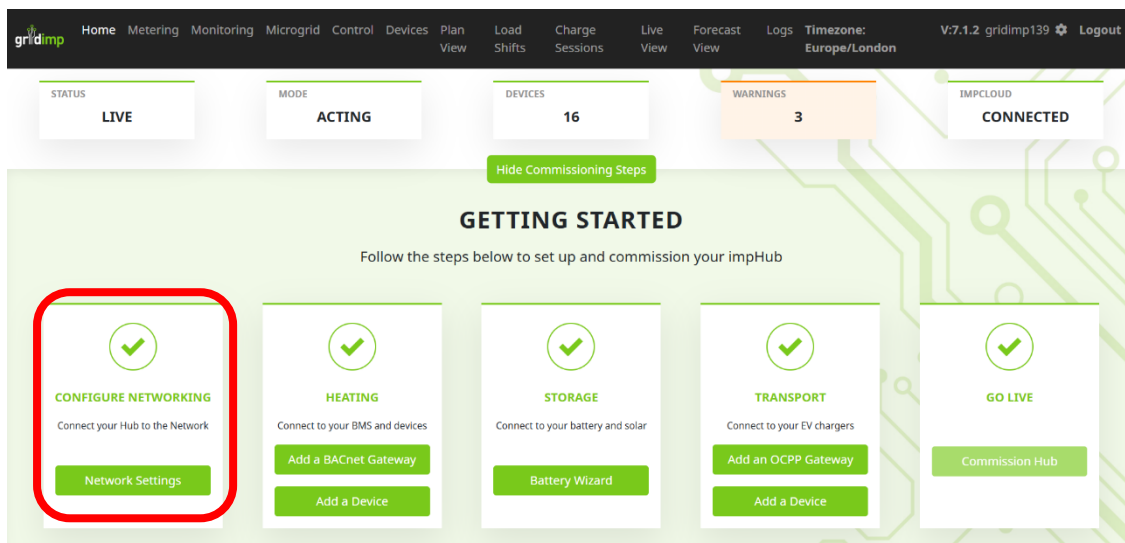 gridimp Home Metering Monitoring Microgrid Control Devices Plan View Load Shifts Charge Sessions Live View Forecast View Logs Timezone: Europe/London V:7.1.2 gridimp139 Logout
STATUS MODE DEVICES WARNINGS IMPCLOUD
LIVE ACTING 16 3 CONNECTED
Hide Commissioning Steps
GETTING STARTED
Follow the steps below to set up and commission your impHub
CONFIGURE NETWORKING HEATING STORAGE TRANSPORT GO LIVE
Connect your Hub to the Network Connect to your BMS and devices Connect to your battery and solar Connect to your EV chargers
Add a BACnet Gateway Add an OCPP Gateway Commission Hub
Network Settings Battery Wizard
Add a Device Add a Device